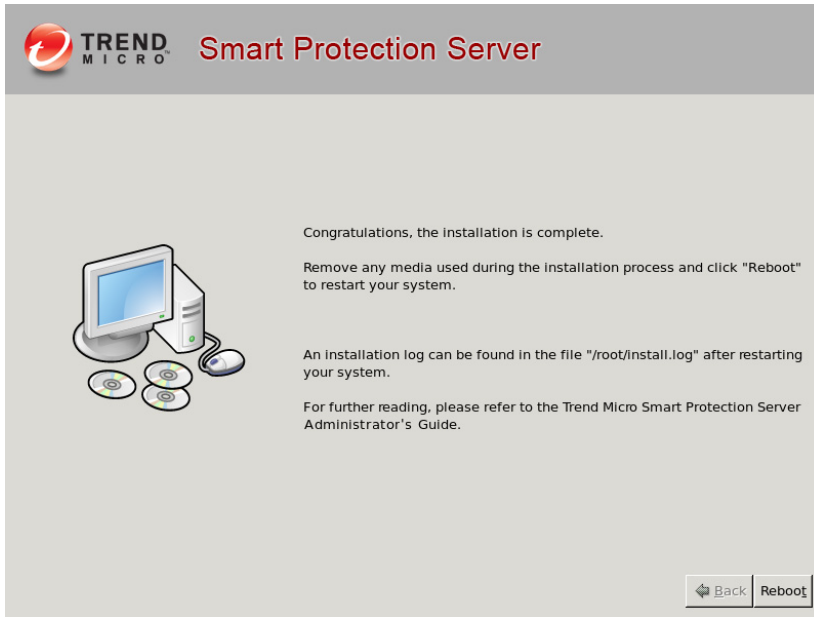 TREND
MICRO™
Smart Protection Server
Congratulations, the installation is complete.
Remove any media used during the installation process and click "Reboot"
to restart your system.
An installation log can be found in the file "/root/install.log" after restarting
your system.
For further reading, please refer to the Trend Micro Smart Protection Server
Administrator's Guide.
Back
Reboot